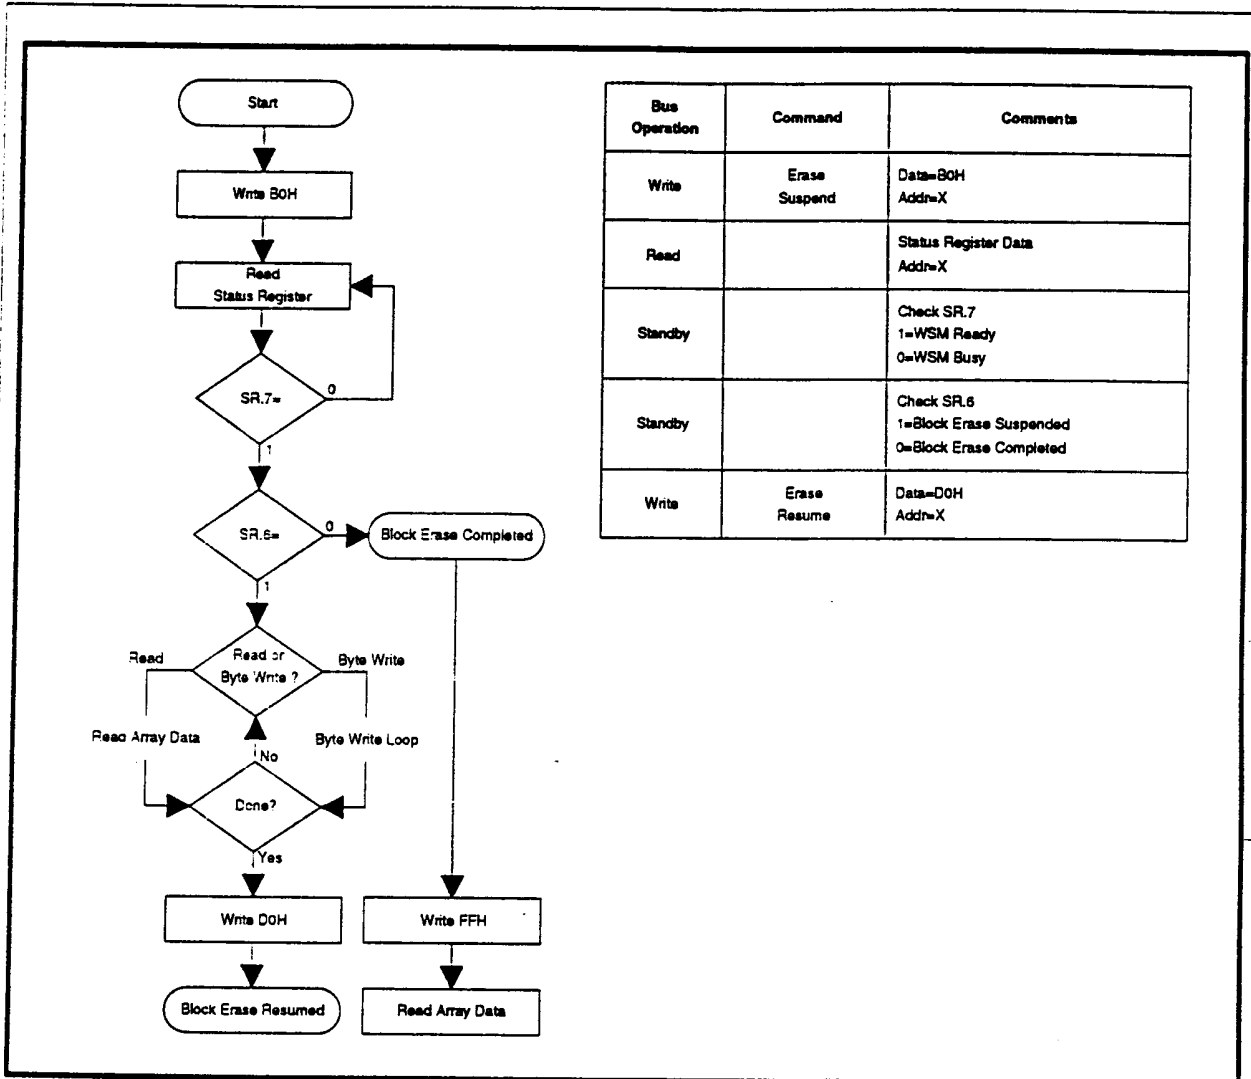 Start
Write B0H
Read
Status Register
SR.7=
0
1
SR.6=
0
Block Erase Completed
1
Read or
Byte Write ?
Read
Byte Write
Read Array Data
Byte Write Loop
No
Done?
Yes
Write D0H
Write FFH
Block Erase Resumed
Read Array Data
Bus
Operation
Command
Comments
Write
Erase
Suspend
Data=B0H
Addr=X
Read
Status Register Data
Addr=X
Standby
Check SR.7
1=WSM Ready
0=WSM Busy
Standby
Check SR.6
1=Block Erase Suspended
0=Block Erase Completed
Write
Erase
Resume
Data=D0H
Addr=X